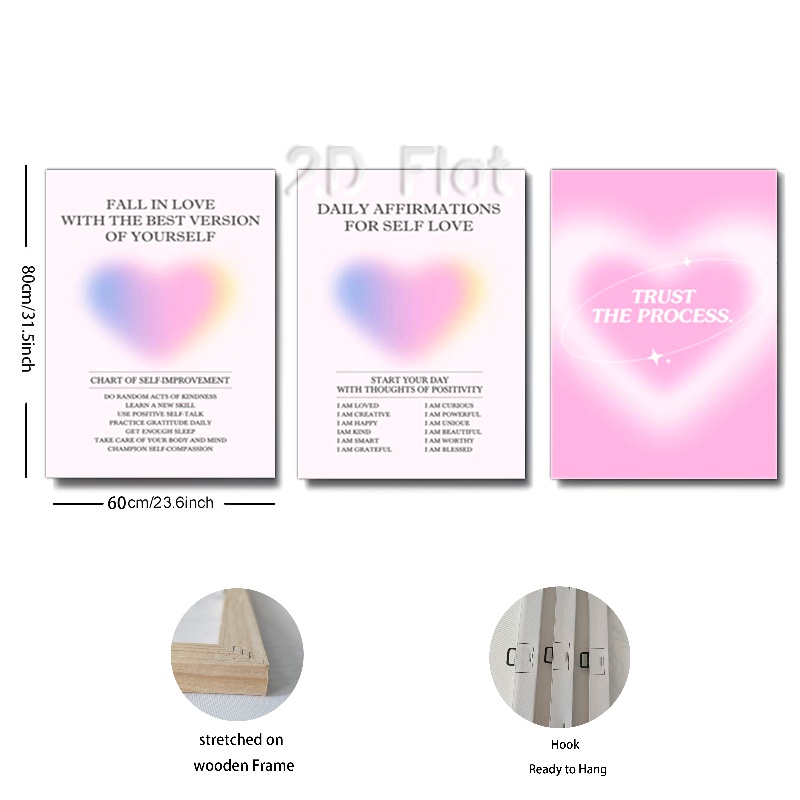 2D Flat
FALL IN LOVE
WITH THE BEST VERSION
OF YOURSELF
CHART OF SELF-IMPROVEMENT
DO RANDOM ACTS OF KINDNESS
LEARN A NEW SKILL
USE POSITIVE SELF-TALK
PRACTICE GRATITUDE DAILY
GET ENOUGH SLEEP
TAKE CARE OF YOUR BODY AND MIND
CHAMPION SELF-COMPASSION
DAILY AFFIRMATIONS
FOR SELF LOVE
START YOUR DAY
WITH THOUGHTS OF POSITIVITY
I AM LOVED
I AM CREATIVE
I AM HAPPY
IAM KIND
I AM SMART
I AM GRATEFUL
I AM CURIOUS
I AM POWERFUL
I AM UNIQUE
I AM BEAUTIFUL
I AM WORTHY
I AM BLESSED
TRUST
THE PROCESS.
80cm/31.5inch
60cm/23.6inch
stretched on
wooden Frame
Hook
Ready to Hang